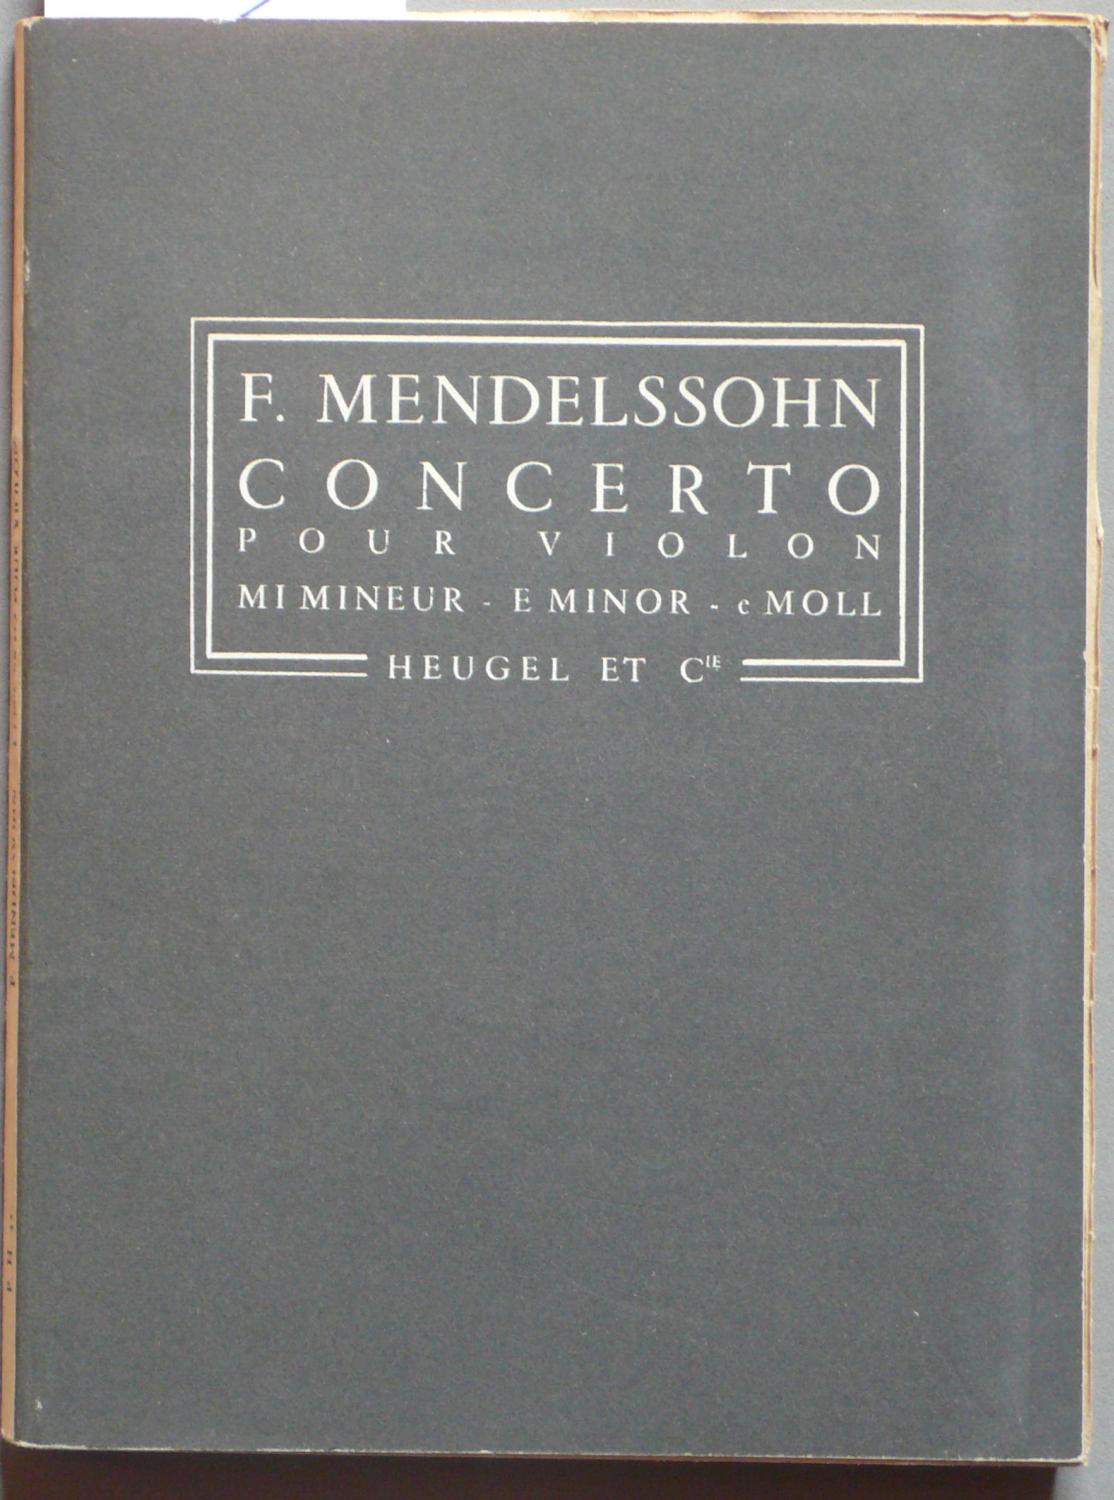 F. MENDELSSOHN
CONCERTO
POUR VIOLON
MI MINEUR - E MINOR - e MOLL
HEUGEL ET CIE